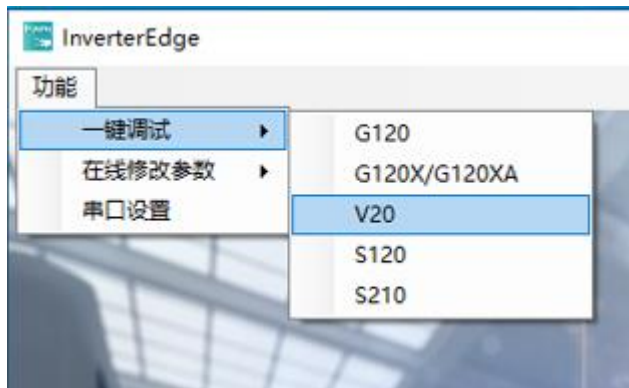 InverterEdge
功能
一键调试
在线修改参数
串口设置
G120
G120X/G120XA
V20
S120
S210